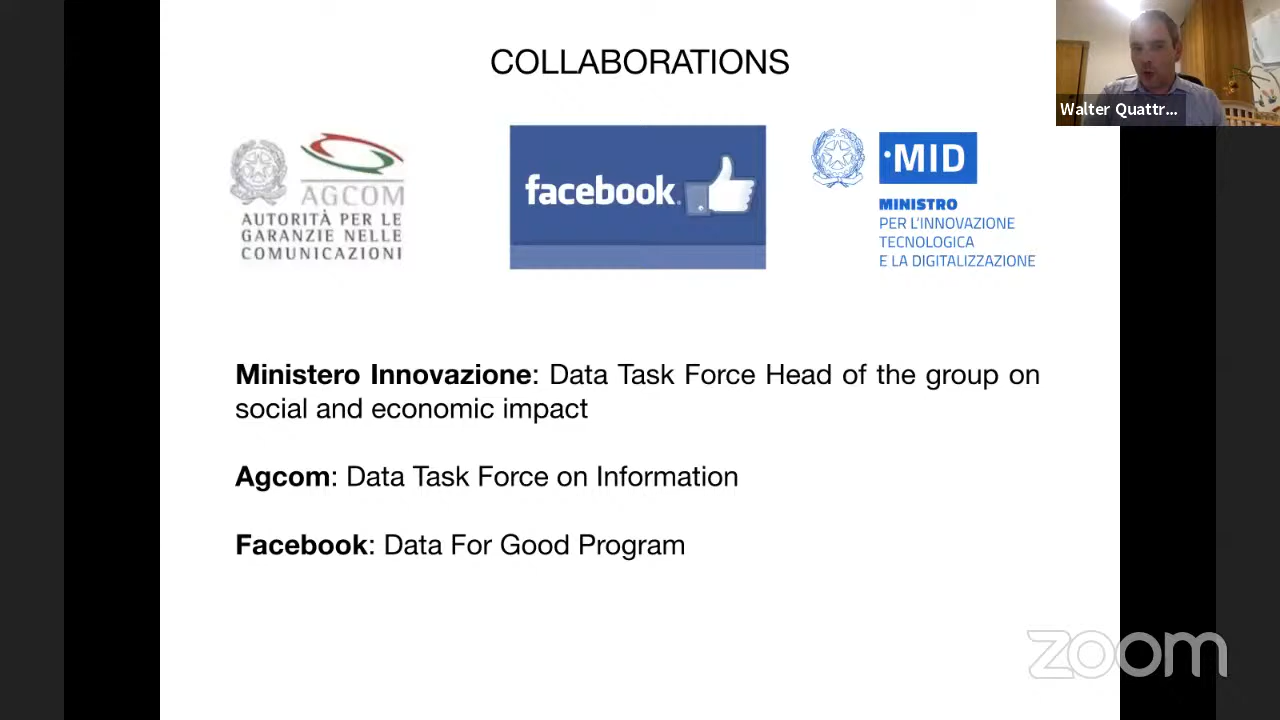 COLLABORATIONS
AGCOM
AUTORITÀ PER LE
GARANZIE NELLE
COMUNICAZIONI
facebook
MID
MINISTRO
PER L'INNOVAZIONE
TECNOLOGICA
E LA DIGITALIZZAZIONE
Walter Quattr...
Ministero Innovazione: Data Task Force Head of the group on
social and economic impact
Agcom: Data Task Force on Information
Facebook: Data For Good Program
zoom